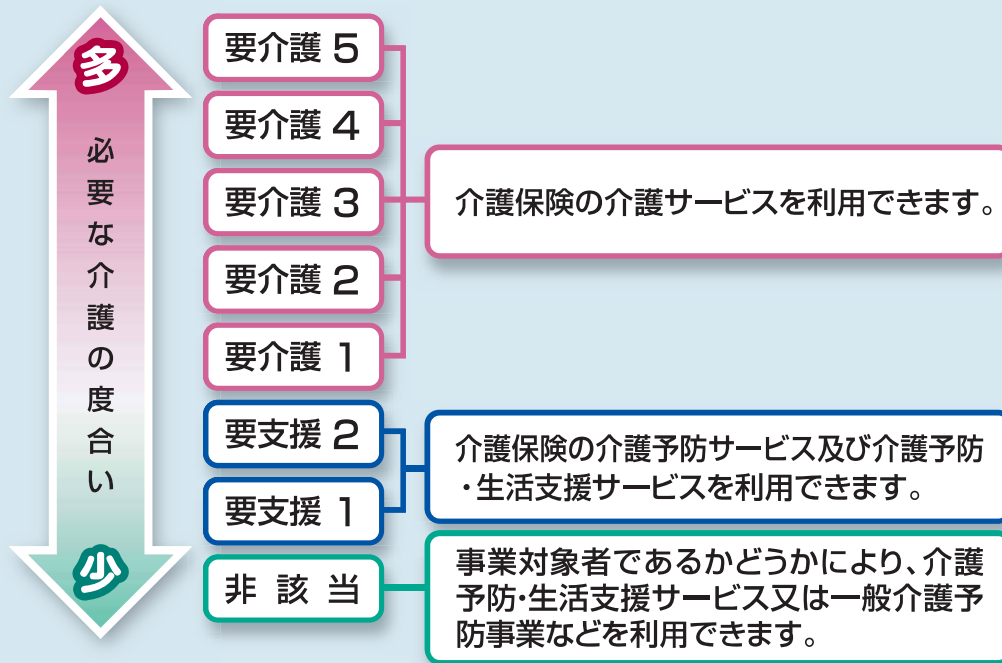 多
必要な介護の度合い
少
要介護 5
要介護 4
要介護 3
要介護 2
要介護 1
介護保険の介護サービスを利用できます。
要支援 2
要支援 1
介護保険の介護予防サービス及び介護予防
・生活支援サービスを利用できます。
非 該 当
事業対象者であるかどうかにより、介護
予防・生活支援サービス又は一般介護予
防事業などを利用できます。